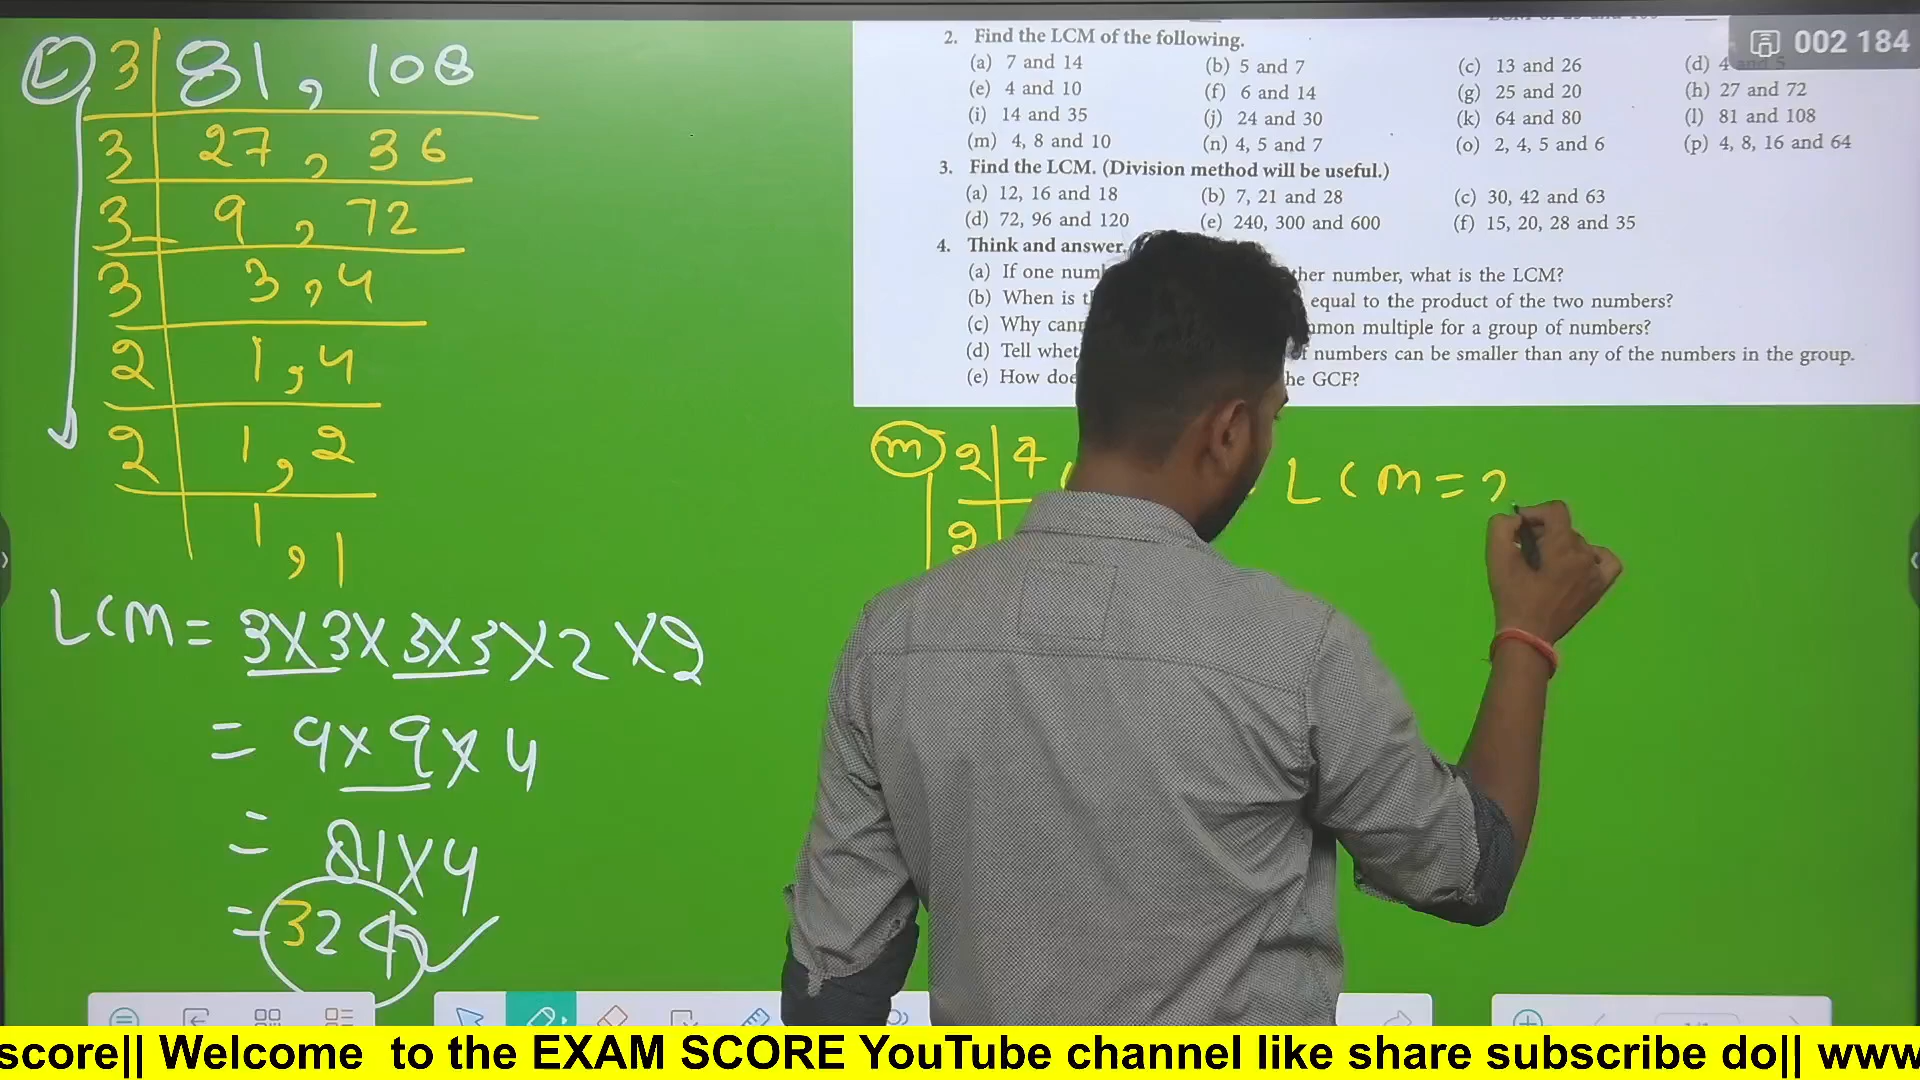 L 3 81, 108
3 27, 36
3 9, 72
3 3, 4
2 1, 4
2 1, 2
1, 1
LCM = 3X3X3X3X2X2
= 9X9X4
= 81X4
= 324
002 184
2. Find the LCM of the following.
(a) 7 and 14 (b) 5 and 7 (c) 13 and 26 (d) 4 and 5
(e) 4 and 10 (f) 6 and 14 (g) 25 and 20 (h) 27 and 72
(i) 14 and 35 (j) 24 and 30 (k) 64 and 80 (l) 81 and 108
(m) 4, 8 and 10 (n) 4, 5 and 7 (o) 2, 4, 5 and 6 (p) 4, 8, 16 and 64
3. Find the LCM. (Division method will be useful.)
(a) 12, 16 and 18 (b) 7, 21 and 28 (c) 30, 42 and 63
(d) 72, 96 and 120 (e) 240, 300 and 600 (f) 15, 20, 28 and 35
4. Think and answer.
(a) If one num ther number, what is the LCM?
(b) When is t equal to the product of the two numbers?
(c) Why can mon multiple for a group of numbers?
(d) Tell whet f numbers can be smaller than any of the numbers in the group.
(e) How doe he GCF?
m 2 4 LCM = 2
2
score|| Welcome to the EXAM SCORE YouTube channel like share subscribe do|| www